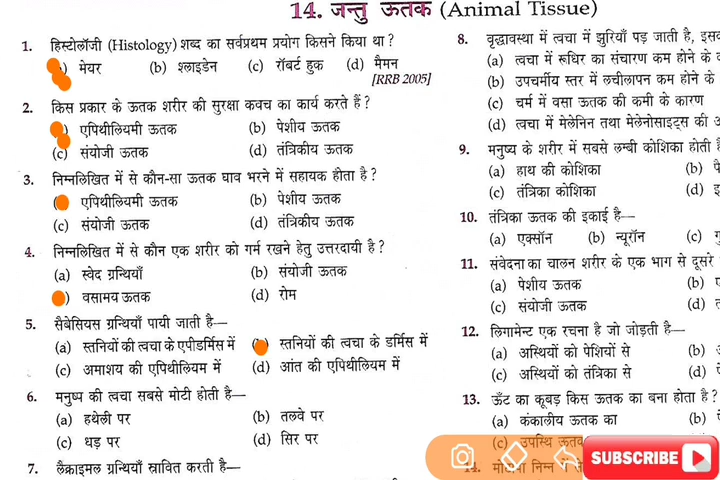 14. जन्तु ऊतक (Animal Tissue)
1. हिस्टोलॉजी (Histology) शब्द का सर्वप्रथम प्रयोग किसने किया था?
मेयर (b) श्लाइडेन (c) रॉबर्ट हुक (d) मैमन
[RRB 2005]
2. किस प्रकार के ऊतक शरीर की सुरक्षा कवच का कार्य करते हैं?
एपिथीलियमी ऊतक (b) पेशीय ऊतक
(c) संयोजी ऊतक (d) तंत्रिकीय ऊतक
3. निम्नलिखित में से कौन-सा ऊतक घाव भरने में सहायक होता है?
एपिथीलियमी ऊतक (b) पेशीय ऊतक
(c) संयोजी ऊतक (d) तंत्रिकीय ऊतक
4. निम्नलिखित में से कौन एक शरीर को गर्म रखने हेतु उत्तरदायी है?
(a) स्वेद ग्रन्थियाँ (b) संयोजी ऊतक
वसामय ऊतक (d) रोम
5. सैबेसियस ग्रन्थियाँ पायी जाती है—
(a) स्तनियों की त्वचा के एपीडर्मिस में स्तनियों की त्वचा के डर्मिस में
(c) अमाशय की एपिथीलियम में (d) आंत की एपिथीलियम में
6. मनुष्य की त्वचा सबसे मोटी होती है—
(a) हथेली पर (b) तलवे पर
(c) धड़ पर (d) सिर पर
7. लैक्राइमल ग्रन्थियाँ स्रावित करती है—
8. वृद्धावस्था में त्वचा में झुरियाँ पड़ जाती है,
(a) त्वचा में रूधिर का संचारण कम होने के
(b) उपचर्मीय स्तर में लचीलापन कम होने के
(c) चर्म में वसा ऊतक की कमी के कारण
(d) त्वचा में मेलेनिन तथा मेलेनोसाइट्स की
9. मनुष्य के शरीर में सबसे लम्बी कोशिका होती
(a) हाथ की कोशिका (b)
(c) तंत्रिका कोशिका (d)
10. तंत्रिका ऊतक की इकाई है—
(a) एक्सॉन (b) न्यूरॉन (c)
11. संवेदना का चालन शरीर के एक भाग से दूसरे
(a) पेशीय ऊतक (b)
(c) संयोजी ऊतक (d)
12. लिगामेन्ट एक रचना है जो जोड़ती है—
(a) अस्थियों को पेशियों से (b)
(c) अस्थियों को तंत्रिका से (d)
13. ऊँट का कूबड़ किस ऊतक का बना होता है?
(a) कंकालीय ऊतक का (b)
(c) उपस्थि
14. निम्न
SUBSCRIBE